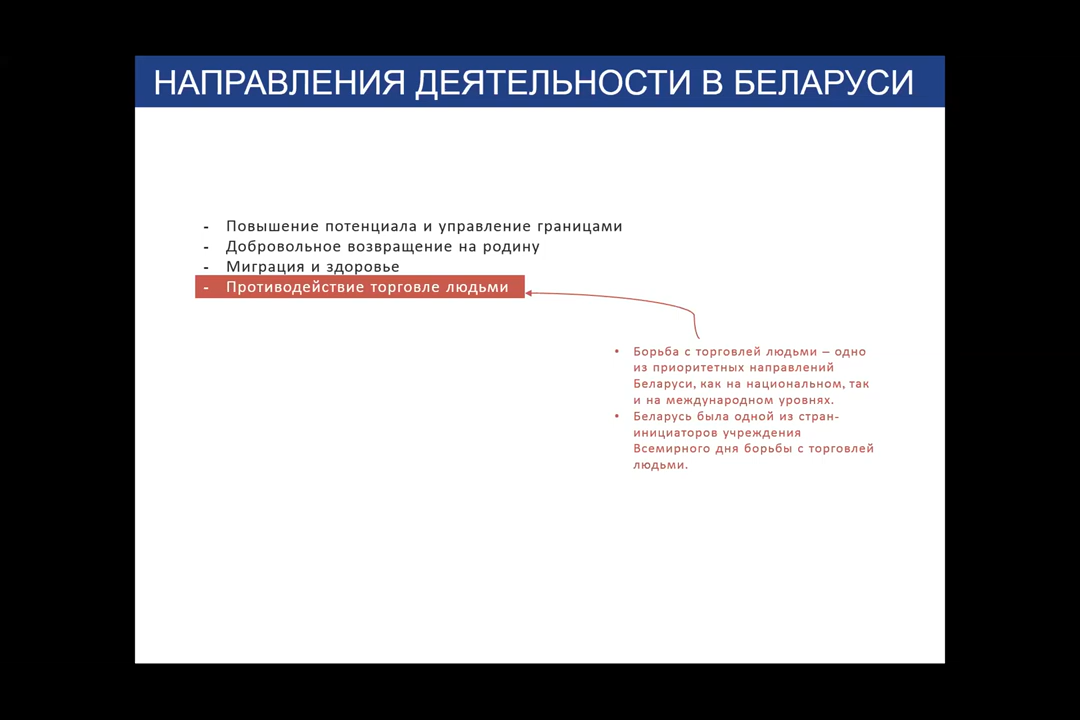 НАПРАВЛЕНИЯ ДЕЯТЕЛЬНОСТИ В БЕЛАРУСИ
- Повышение потенциала и управление границами
- Добровольное возвращение на родину
- Миграция и здоровье
- Противодействие торговле людьми
• Борьба с торговлей людьми – одно
из приоритетных направлений
Беларуси, как на национальном, так
и на международном уровнях.
• Беларусь была одной из стран-
инициаторов учреждения
Всемирного дня борьбы с торговлей
людьми.